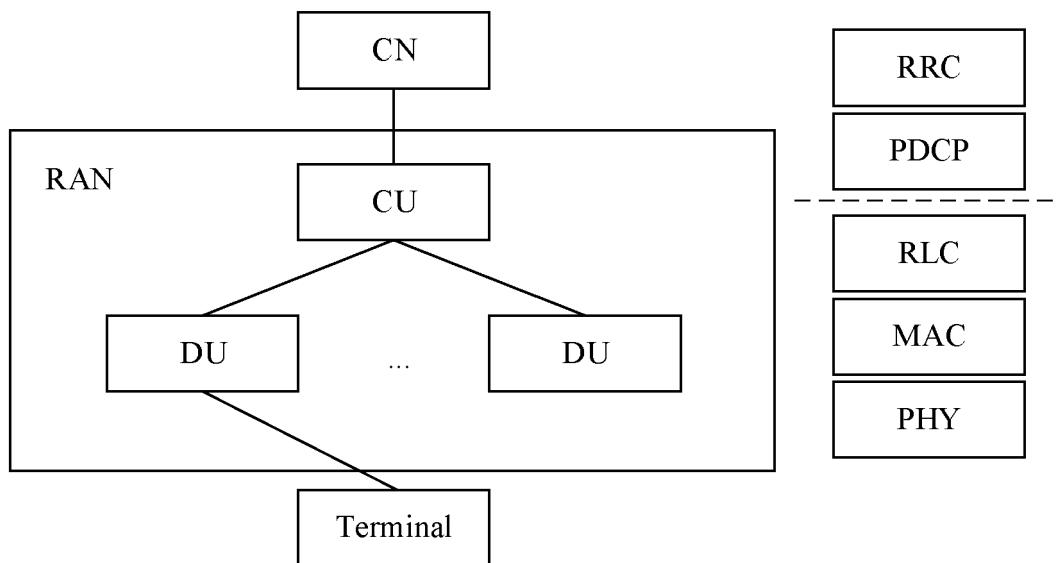 CN
RAN
CU
DU
...
DU
Terminal
RRC
PDCP
RLC
MAC
PHY